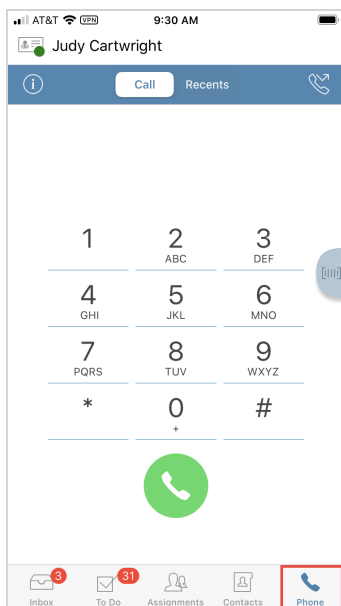 AT&T VPN 9:30 AM
Judy Cartwright
Call Recents
1 2 3
ABC DEF
4 5 6
GHI JKL MNO
7 8 9
PQRS TUV WXYZ
* 0 #
+
3 31
Inbox To Do Assignments Contacts Phone